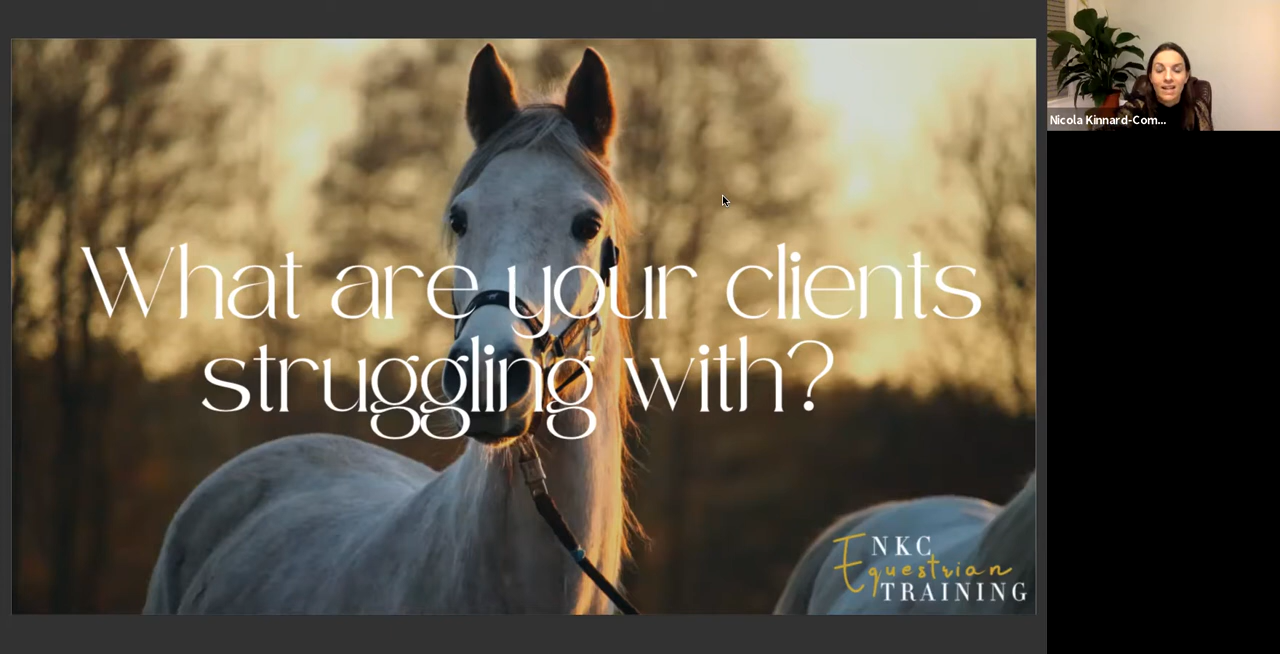 What are your clients
struggling with?
NKC
Equestrian
TRAINING
Nicola Kinnard-Com...